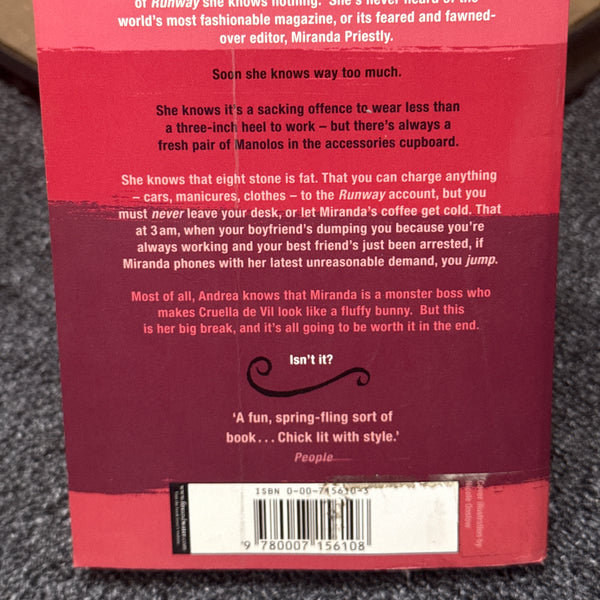 of Runway she knows nothing. She's never heard of the
world's most fashionable magazine, or its feared and fawned-
over editor, Miranda Priestly.
Soon she knows way too much.
She knows it's a sacking offence to wear less than
a three-inch heel to work – but there's always a
fresh pair of Manolos in the accessories cupboard.
She knows that eight stone is fat. That you can charge anything
– cars, manicures, clothes – to the Runway account, but you
must never leave your desk, or let Miranda's coffee get cold. That
at 3 am, when your boyfriend's dumping you because you're
always working and your best friend's just been arrested, if
Miranda phones with her latest unreasonable demand, you jump.
Most of all, Andrea knows that Miranda is a monster boss who
makes Cruella de Vil look like a fluffy bunny. But this
is her big break, and it's all going to be worth it in the end.
Isn't it?
'A fun, spring-fling sort of
book... Chick lit with style.'
People
ISBN 0-00-715610-3
9 780007 156108
Cover illustration by
Nicole Onslow